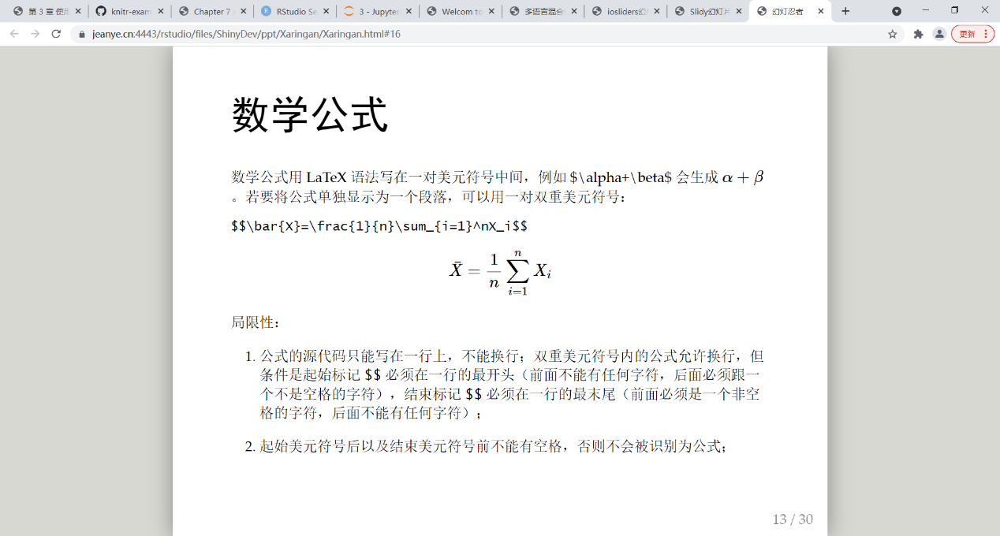 第 3 章 使用
knitr-exam
Chapter 7
RStudio Se
3 - Jupyter
Welcom to
多语言混合
ioslides幻
Slidy幻灯片
幻灯忍者
jeanye.cn:4443/rstudio/files/ShinyDev/ppt/Xaringan/Xaringan.html#16
更新
数学公式
数学公式用 LaTeX 语法写在一对美元符号中间，例如 $\alpha+\beta$ 会生成 α + β
。若要将公式单独显示为一个段落，可以用一对双重美元符号：
$$\bar{X}=\frac{1}{n}\sum_{i=1}^nX_i$$
X̄ = 1/n ∑_{i=1}^{n} X_i
局限性：
1. 公式的源代码只能写在一行上，不能换行；双重美元符号内的公式允许换行，但
条件是起始标记 $$ 必须在一行的最开头（前面不能有任何字符，后面必须跟一
个不是空格的字符），结束标记 $$ 必须在一行的最末尾（前面必须是一个非空
格的字符，后面不能有任何字符）；
2. 起始美元符号后以及结束美元符号前不能有空格，否则不会被识别为公式；
13 / 30